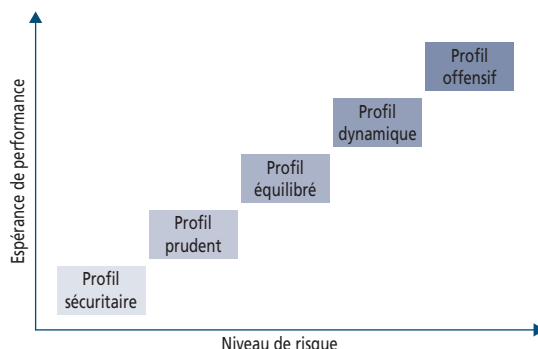 Profil
offensif
Profil
dynamique
Profil
équilibré
Profil
prudent
Profil
sécuritaire
Espérance de performance
Niveau de risque